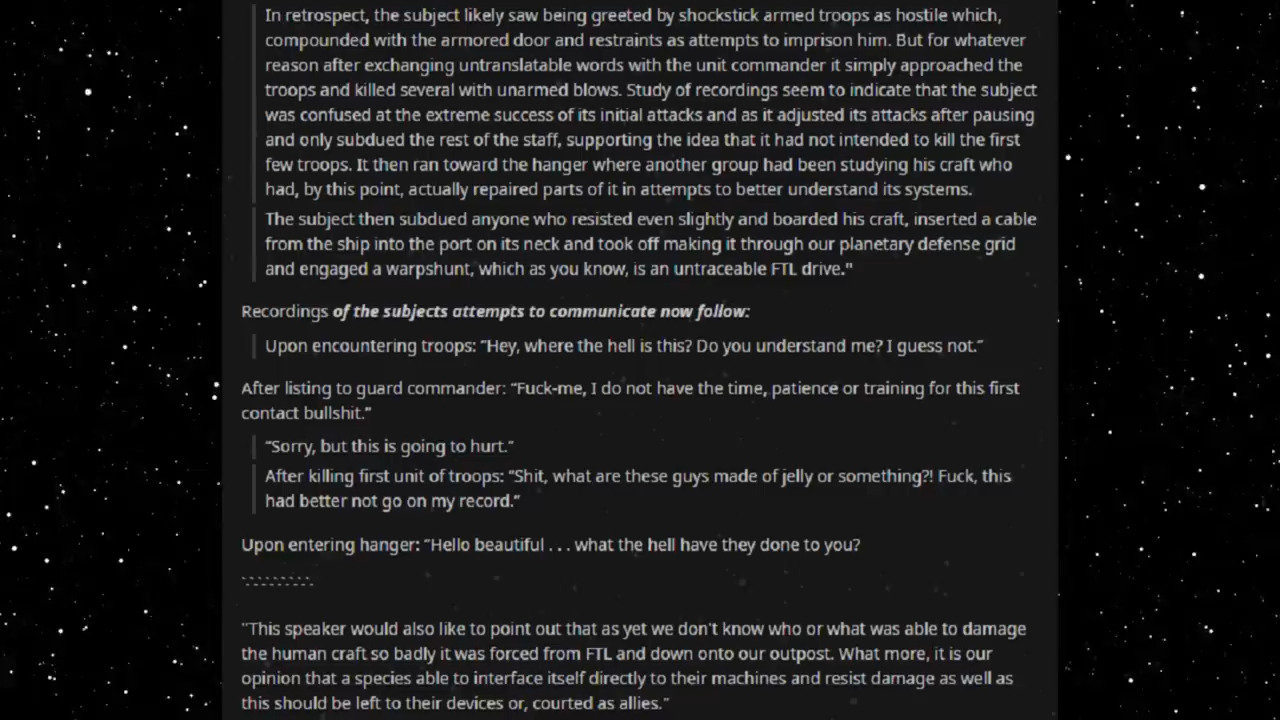 In retrospect, the subject likely saw being greeted by shockstick armed troops as hostile which,
compounded with the armored door and restraints as attempts to imprison him. But for whatever
reason after exchanging untranslatable words with the unit commander it simply approached the
troops and killed several with unarmed blows. Study of recordings seem to indicate that the subject
was confused at the extreme success of its initial attacks and as it adjusted its attacks after pausing
and only subdued the rest of the staff, supporting the idea that it had not intended to kill the first
few troops. It then ran toward the hanger where another group had been studying his craft who
had, by this point, actually repaired parts of it in attempts to better understand its systems.
The subject then subdued anyone who resisted even slightly and boarded his craft, inserted a cable
from the ship into the port on its neck and took off making it through our planetary defense grid
and engaged a warpshunt, which as you know, is an untraceable FTL drive."
Recordings of the subjects attempts to communicate now follow:
Upon encountering troops: “Hey, where the hell is this? Do you understand me? I guess not.”
After listing to guard commander: “Fuck-me, I do not have the time, patience or training for this first
contact bullshit.”
“Sorry, but this is going to hurt.”
After killing first unit of troops: “Shit, what are these guys made of jelly or something?! Fuck, this
had better not go on my record.”
Upon entering hanger: “Hello beautiful . . . what the hell have they done to you?
"This speaker would also like to point out that as yet we don't know who or what was able to damage
the human craft so badly it was forced from FTL and down onto our outpost. What more, it is our
opinion that a species able to interface itself directly to their machines and resist damage as well as
this should be left to their devices or, courted as allies."